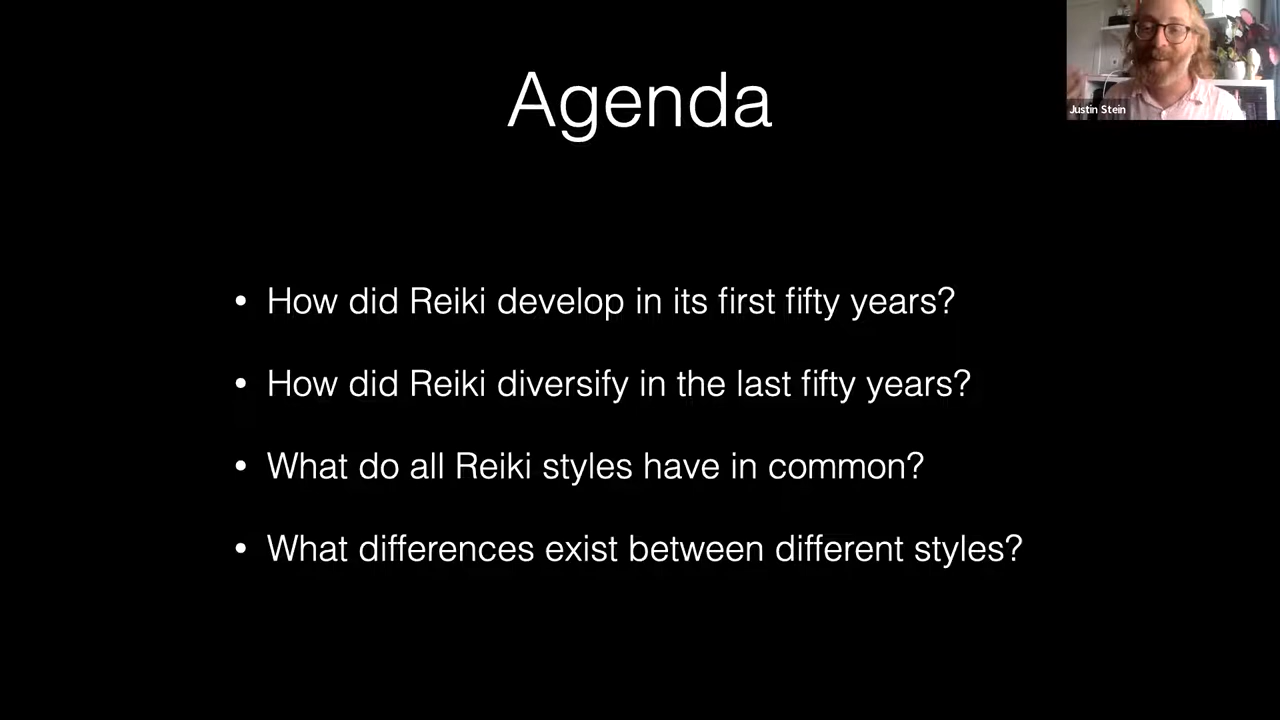 Agenda
Justin Stein
• How did Reiki develop in its first fifty years?
• How did Reiki diversify in the last fifty years?
• What do all Reiki styles have in common?
• What differences exist between different styles?